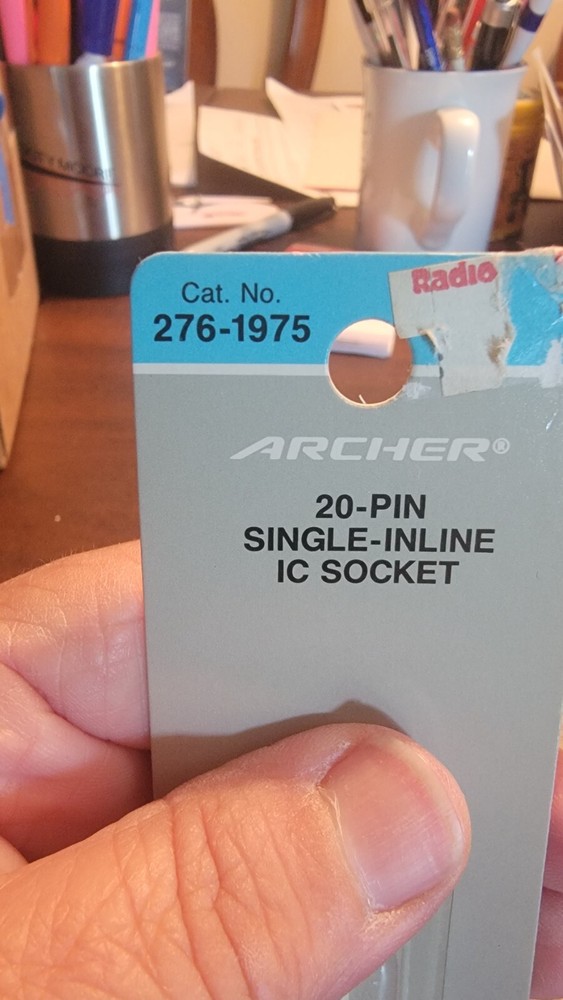 Cat. No.
276-1975
Radio
ARCHER®
20-PIN
SINGLE-INLINE
IC SOCKET